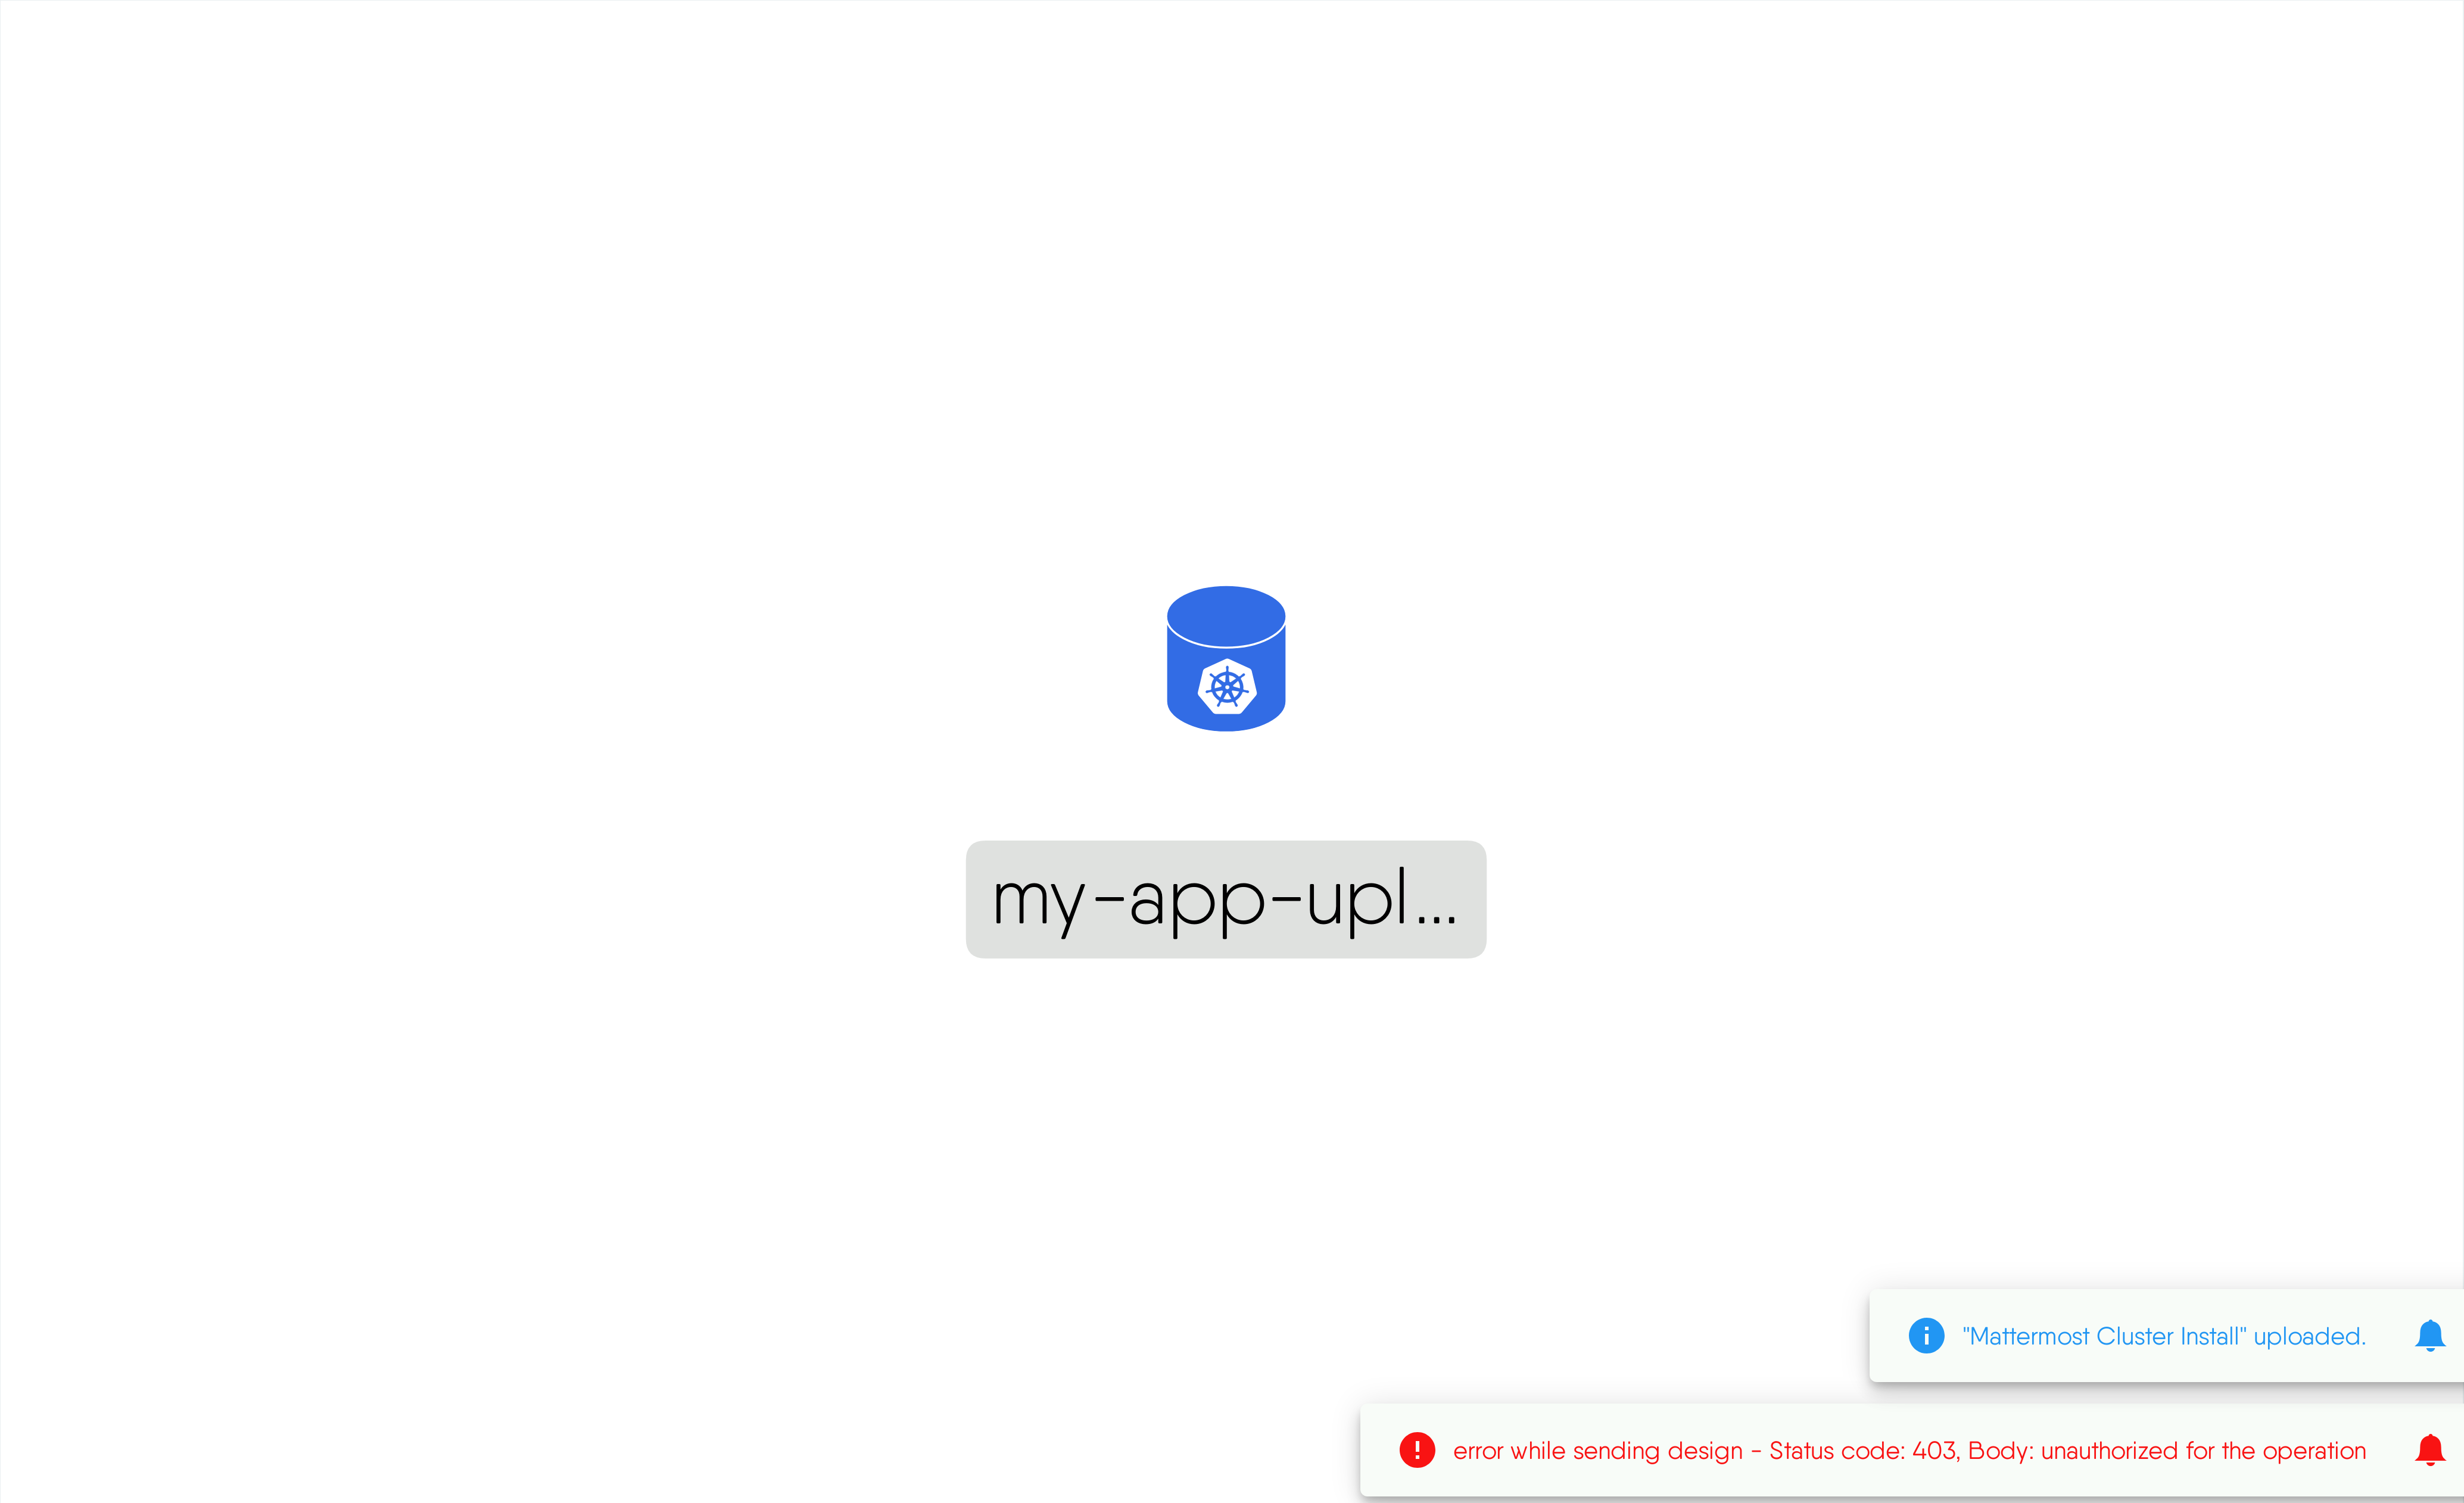 my-app-upl...
"Mattermost Cluster Install" uploaded.
error while sending design - Status code: 403, Body: unauthorized for the operation